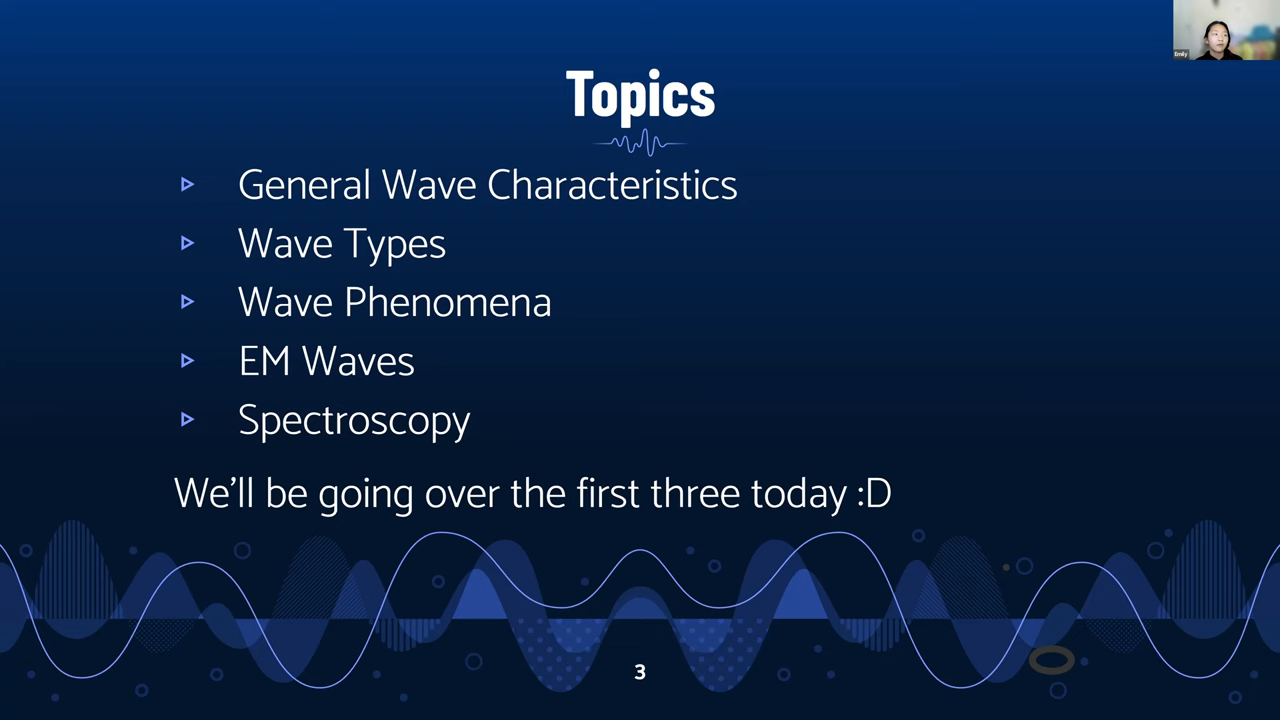 Emily
Topics
General Wave Characteristics
Wave Types
Wave Phenomena
EM Waves
Spectroscopy
We'll be going over the first three today :D
3